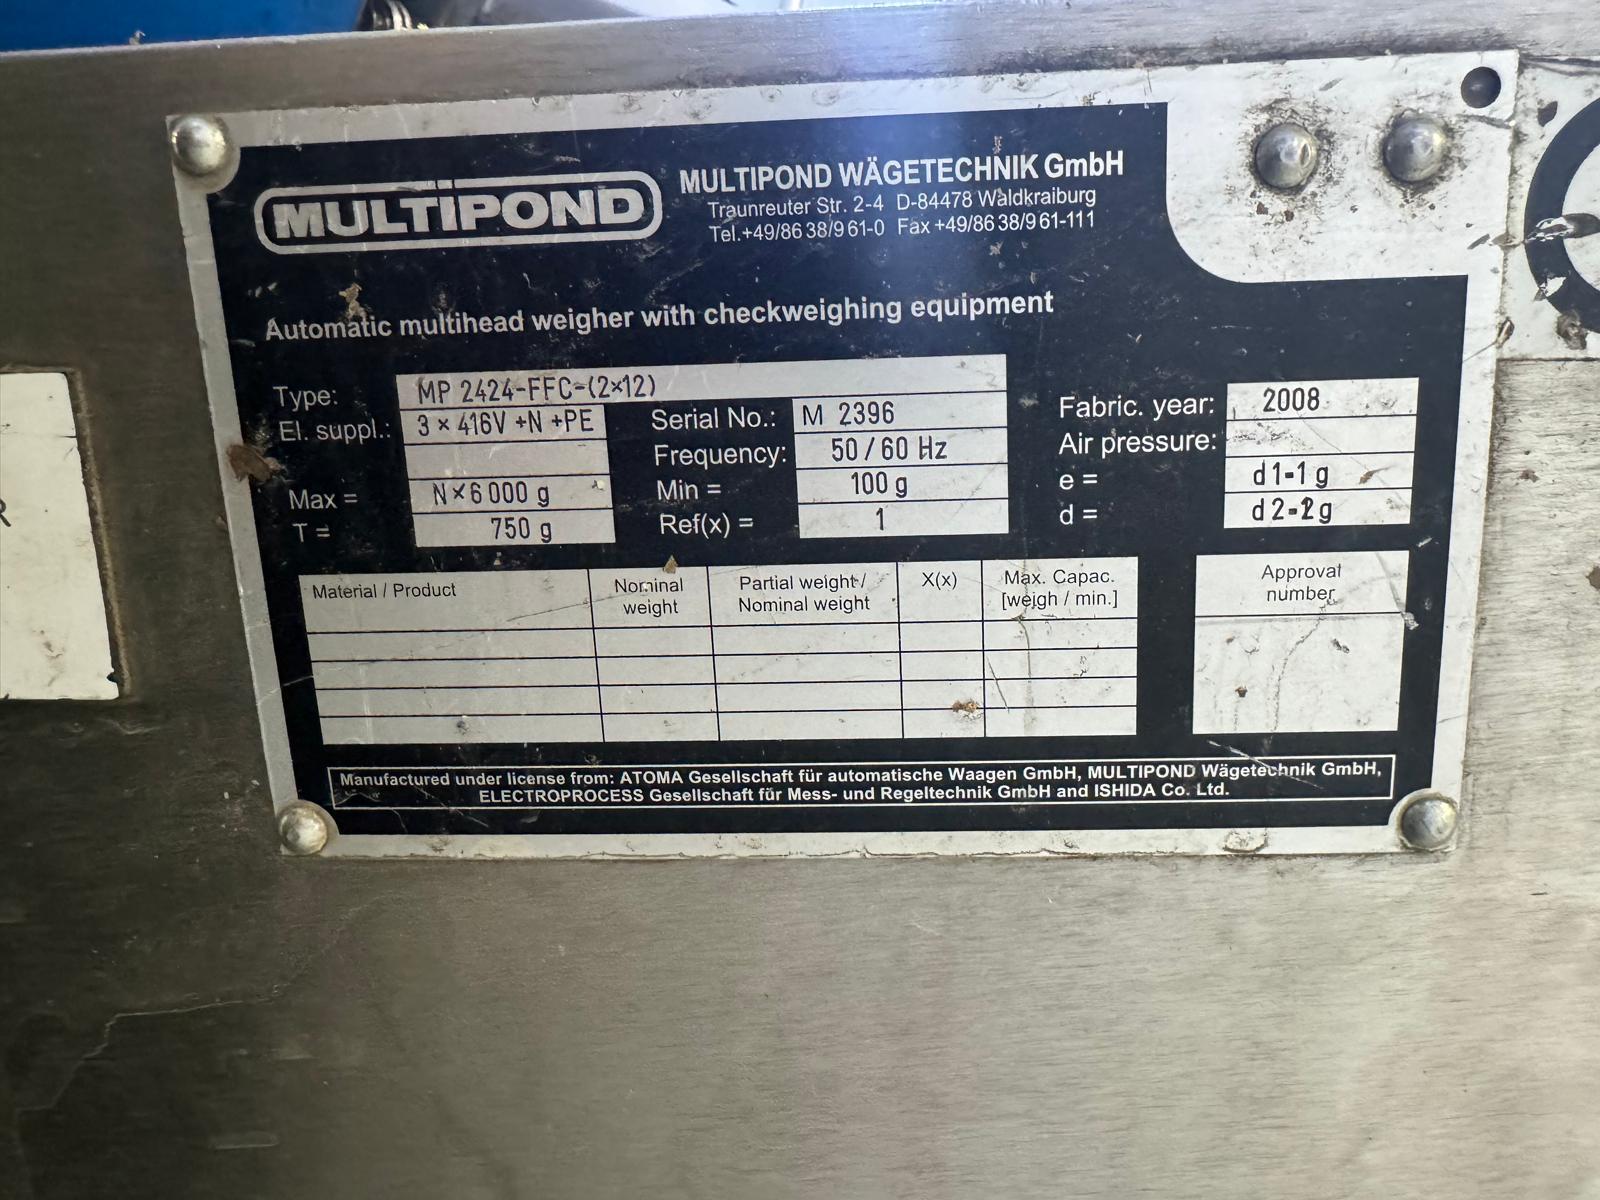 MULTIPOND
MULTIPOND WÄGETECHNIK GmbH
Traunreuter Str. 2-4 D-84478 Waldkraiburg
Tel.+49/86 38/9 61-0 Fax +49/86 38/9 61-111
Automatic multihead weigher with checkweighing equipment
Type: MP 2424-FFC-(2×12)
El. suppl.: 3 × 416V +N +PE Serial No.: M 2396 Fabric. year: 2008
Frequency: 50 / 60 Hz Air pressure:
Max = N×6 000 g Min = 100 g e = d1-1 g
T = 750 g Ref(x) = 1 d = d2-2g
Material / Product Nominal weight Partial weight / Nominal weight X(x) Max. Capac. [weigh / min.] Approval number
Manufactured under license from: ATOMA Gesellschaft für automatische Waagen GmbH, MULTIPOND Wägetechnik GmbH,
ELECTROPROCESS Gesellschaft für Mess- und Regeltechnik GmbH and ISHIDA Co. Ltd.
R